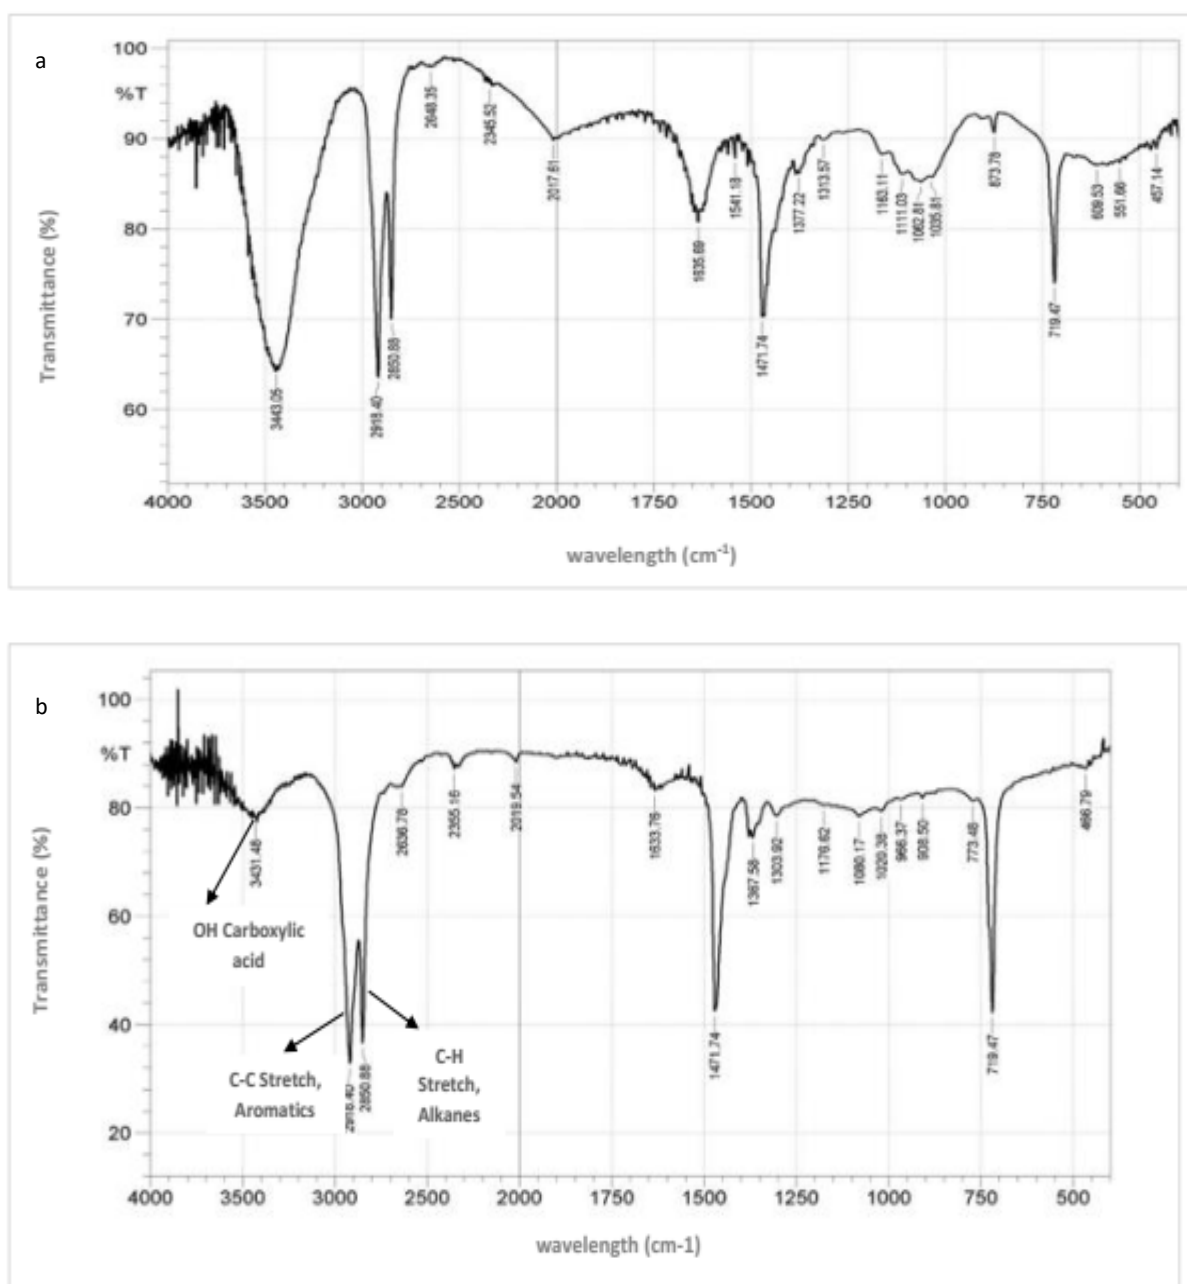 a
100
%T
90
80
70
60
Transmittance (%)
3443.05
2918.40
2850.88
2648.35
2345.52
2017.61
1635.69
1541.18
1471.74
1377.22
1313.57
1163.11
1111.03
1062.81
1035.81
873.78
719.47
609.53
551.66
457.14
4000 3500 3000 2500 2000 1750 1500 1250 1000 750 500
wavelength (cm-1)
b
100
%T
80
60
40
20
Transmittance (%)
3431.48
OH Carboxylic
acid
C-C Stretch,
Aromatics
2918.40
2850.88
C-H
Stretch,
Alkanes
2636.78
2355.16
2019.54
1633.76
1471.74
1367.58
1303.92
1176.62
1080.17
1020.38
966.37
908.50
773.48
719.47
466.79
4000 3500 3000 2500 2000 1750 1500 1250 1000 750 500
wavelength (cm-1)